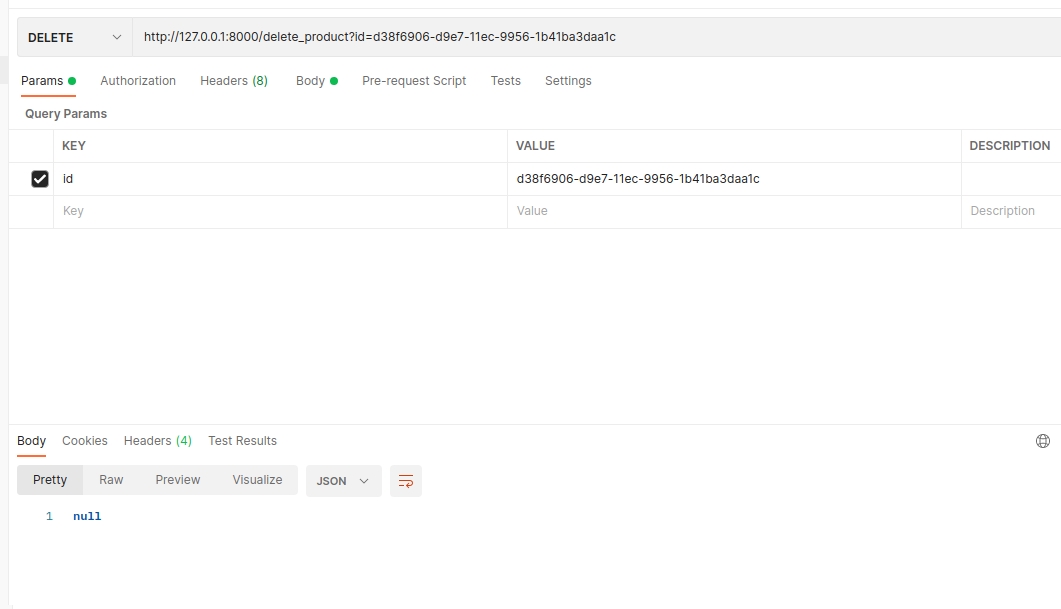 DELETE http://127.0.0.1:8000/delete_product?id=d38f6906-d9e7-11ec-9956-1b41ba3daa1c
Params Authorization Headers (8) Body Pre-request Script Tests Settings
Query Params
KEY VALUE DESCRIPTION
id d38f6906-d9e7-11ec-9956-1b41ba3daa1c
Key Value Description
Body Cookies Headers (4) Test Results
Pretty Raw Preview Visualize JSON
1 null